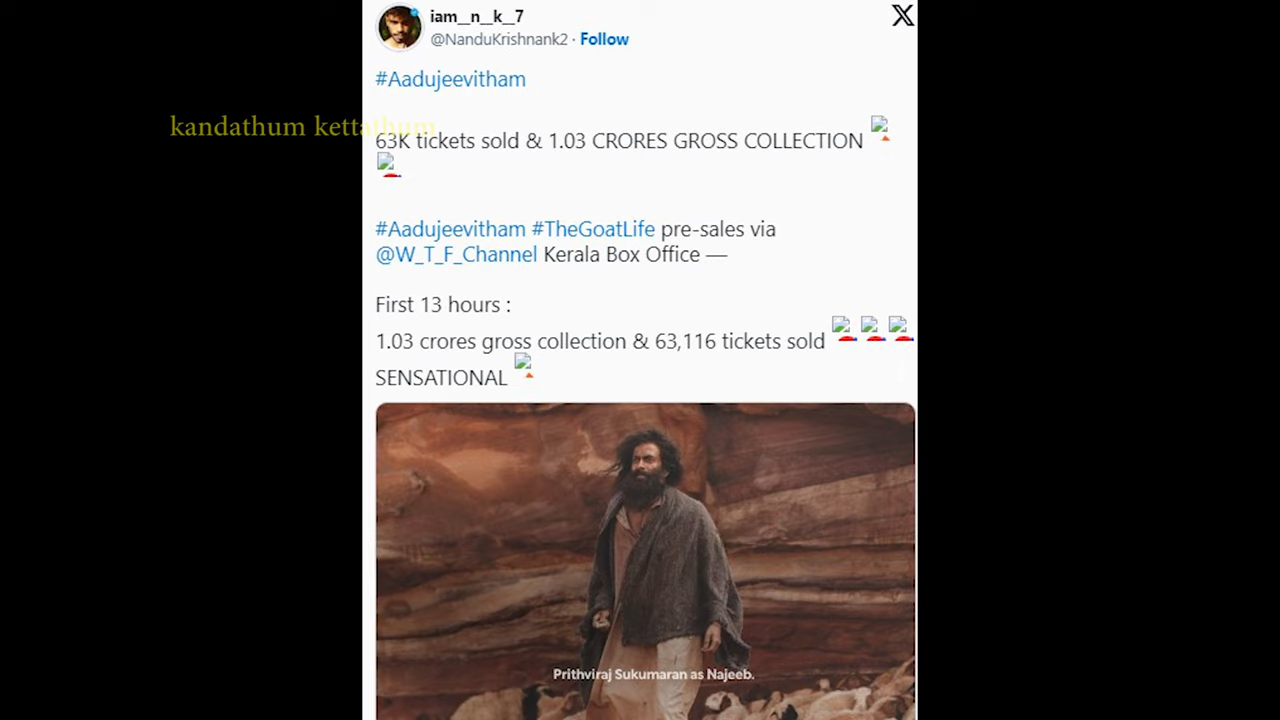 iam__n__k__7
@NanduKrishnank2 · Follow
#Aadujeevitham
kandathum kettathum
63K tickets sold & 1.03 CRORES GROSS COLLECTION
#Aadujeevitham #TheGoatLife pre-sales via
@W_T_F_Channel Kerala Box Office —
First 13 hours :
1.03 crores gross collection & 63,116 tickets sold
SENSATIONAL
Prithviraj Sukumaran as Najeeb.